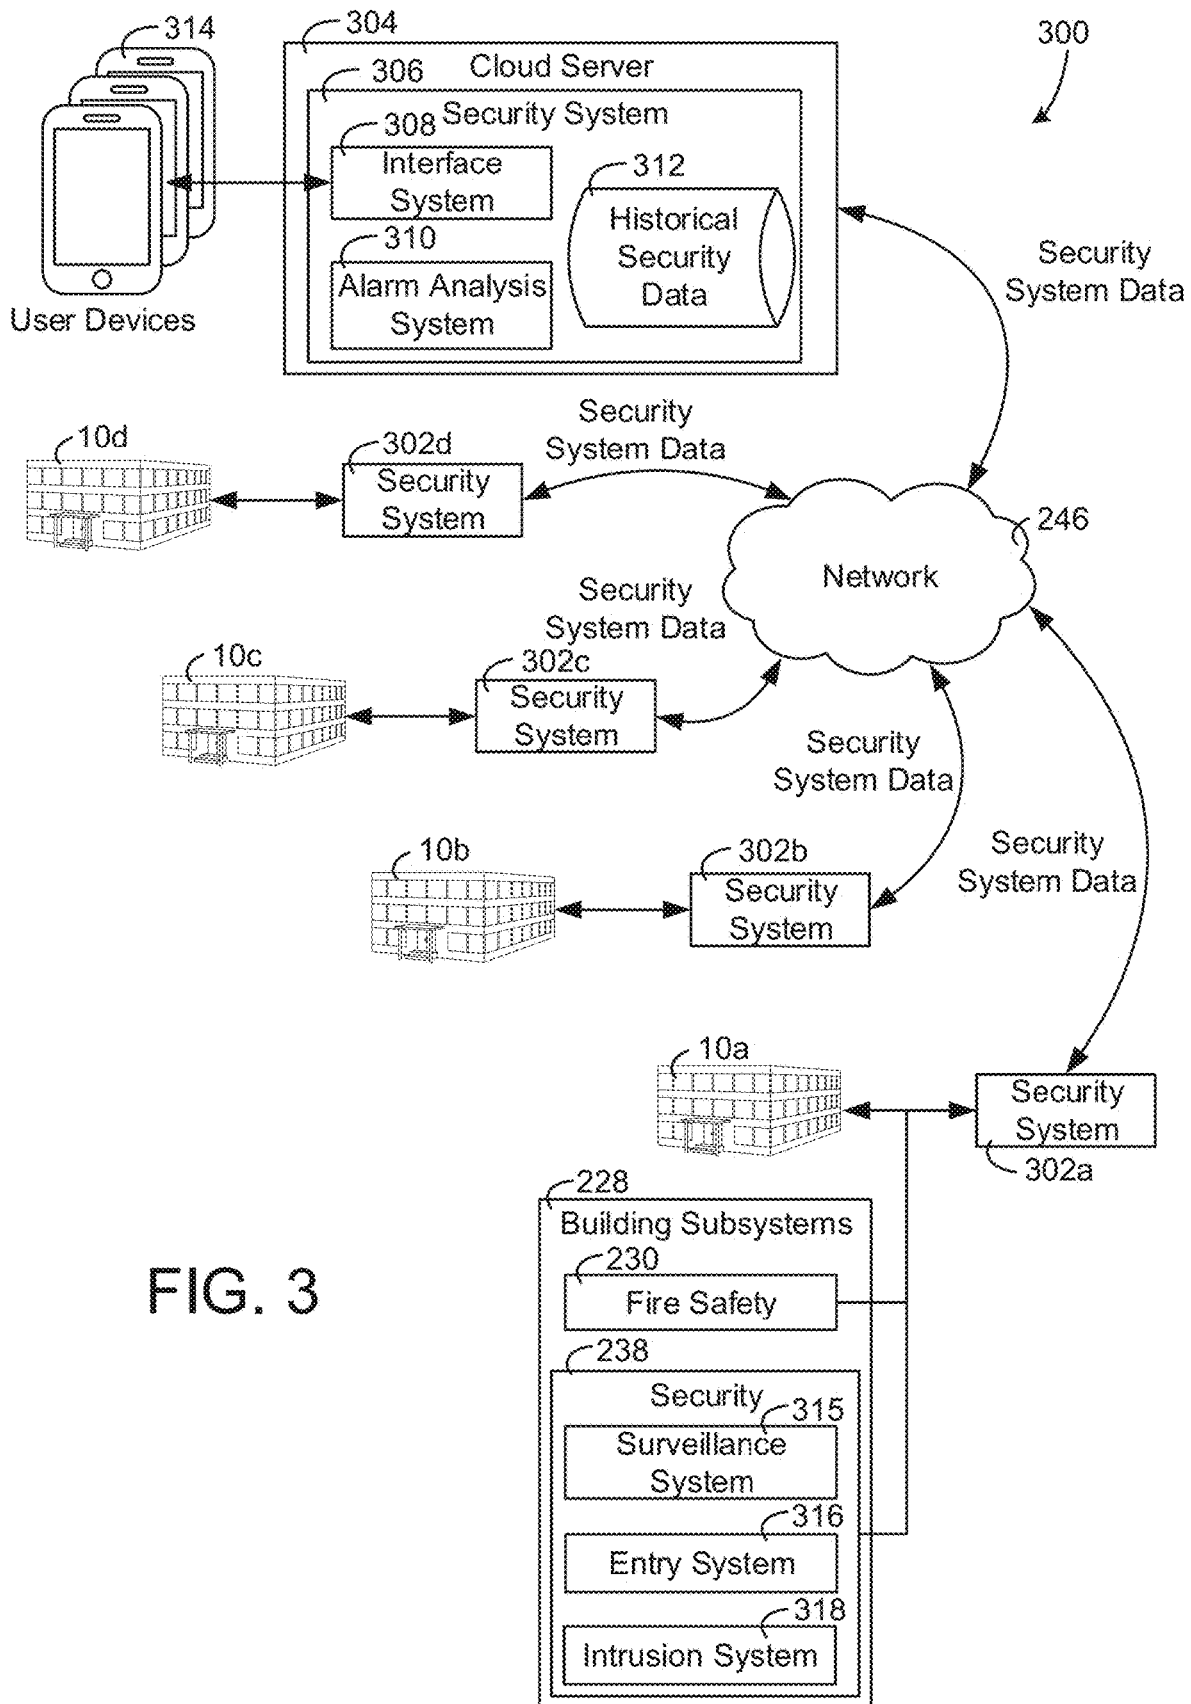 314
304
300
Cloud Server
306
Security System
308
Interface
System
312
Historical
Security
Data
310
Alarm Analysis
System
User Devices
Security
System Data
Security
System Data
10d
302d
Security
System
246
Network
Security
System Data
10c
302c
Security
System
Security
System Data
10b
302b
Security
System
Security
System Data
10a
Security
System
302a
228
Building Subsystems
230
Fire Safety
238
Security
315
Surveillance
System
316
Entry System
318
Intrusion System
FIG. 3